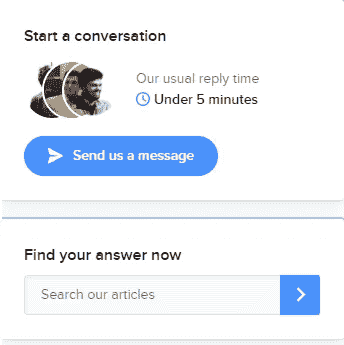 Start a conversation
Our usual reply time
Under 5 minutes
Send us a message
Find your answer now
Search our articles